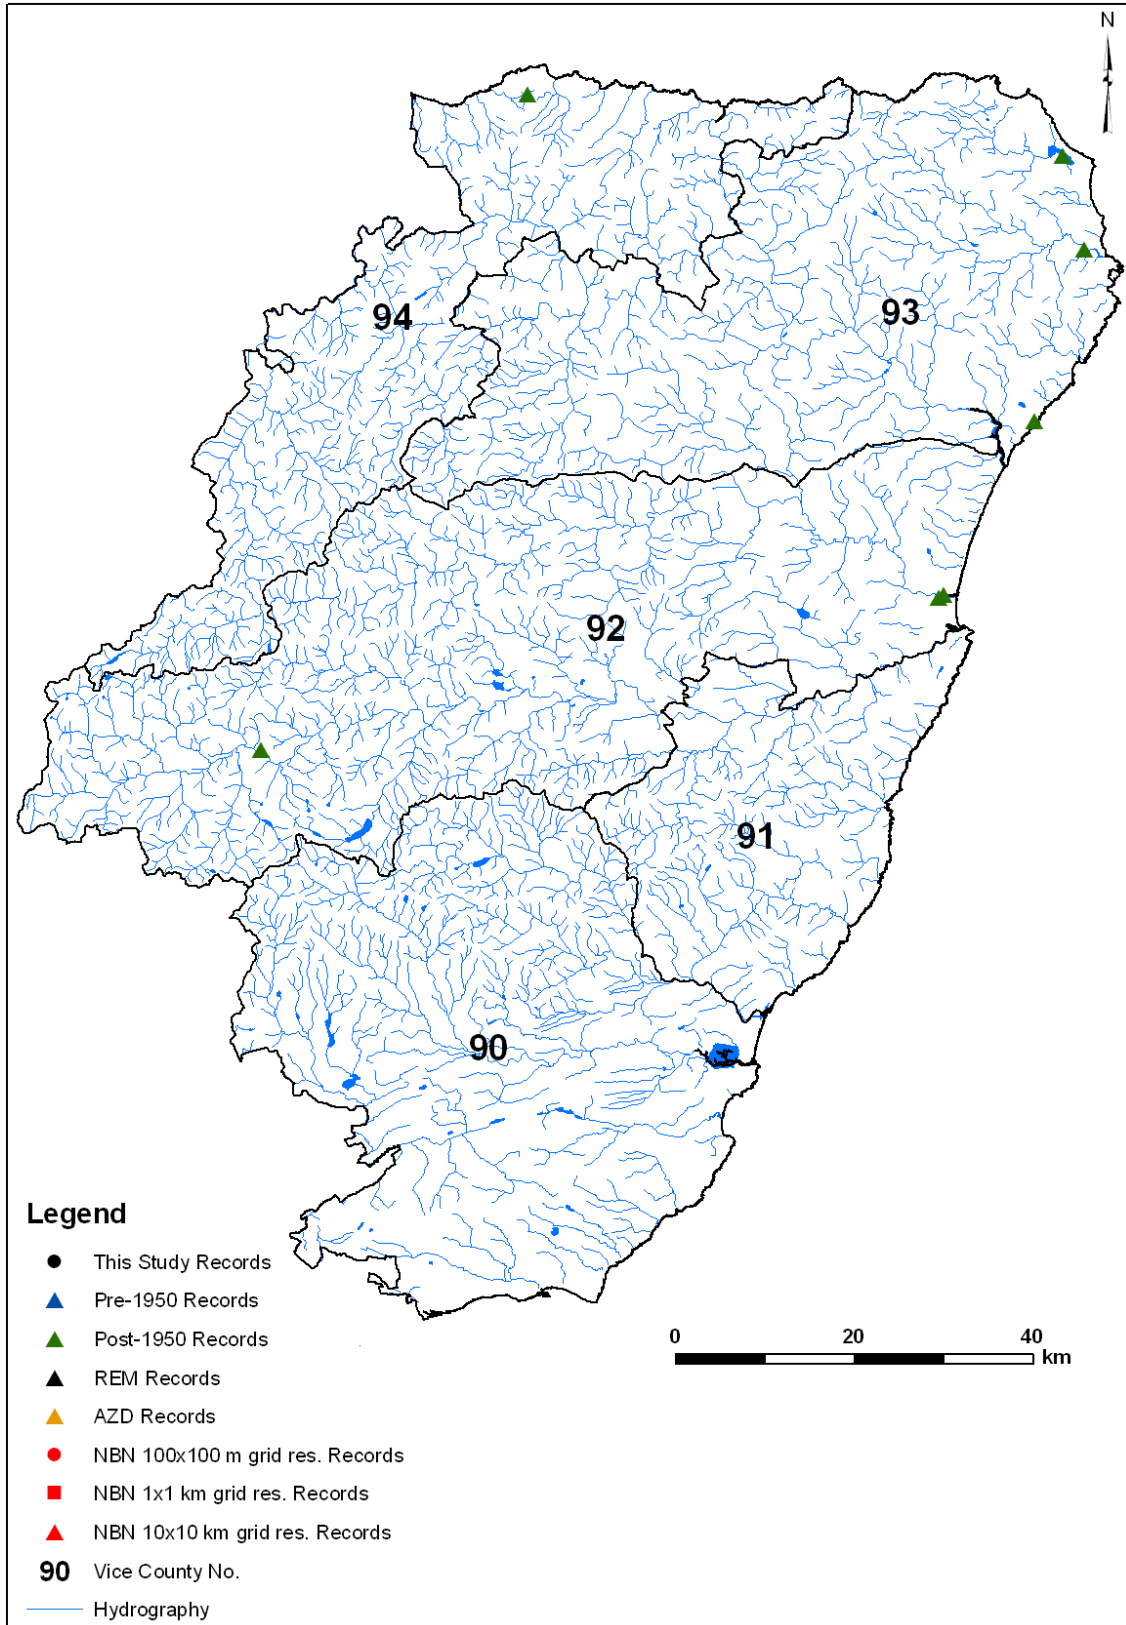 N
94
93
92
91
90
Legend
This Study Records
Pre-1950 Records
Post-1950 Records
REM Records
AZD Records
NBN 100x100 m grid res. Records
NBN 1x1 km grid res. Records
NBN 10x10 km grid res. Records
90 Vice County No.
Hydrography
0 20 40
km